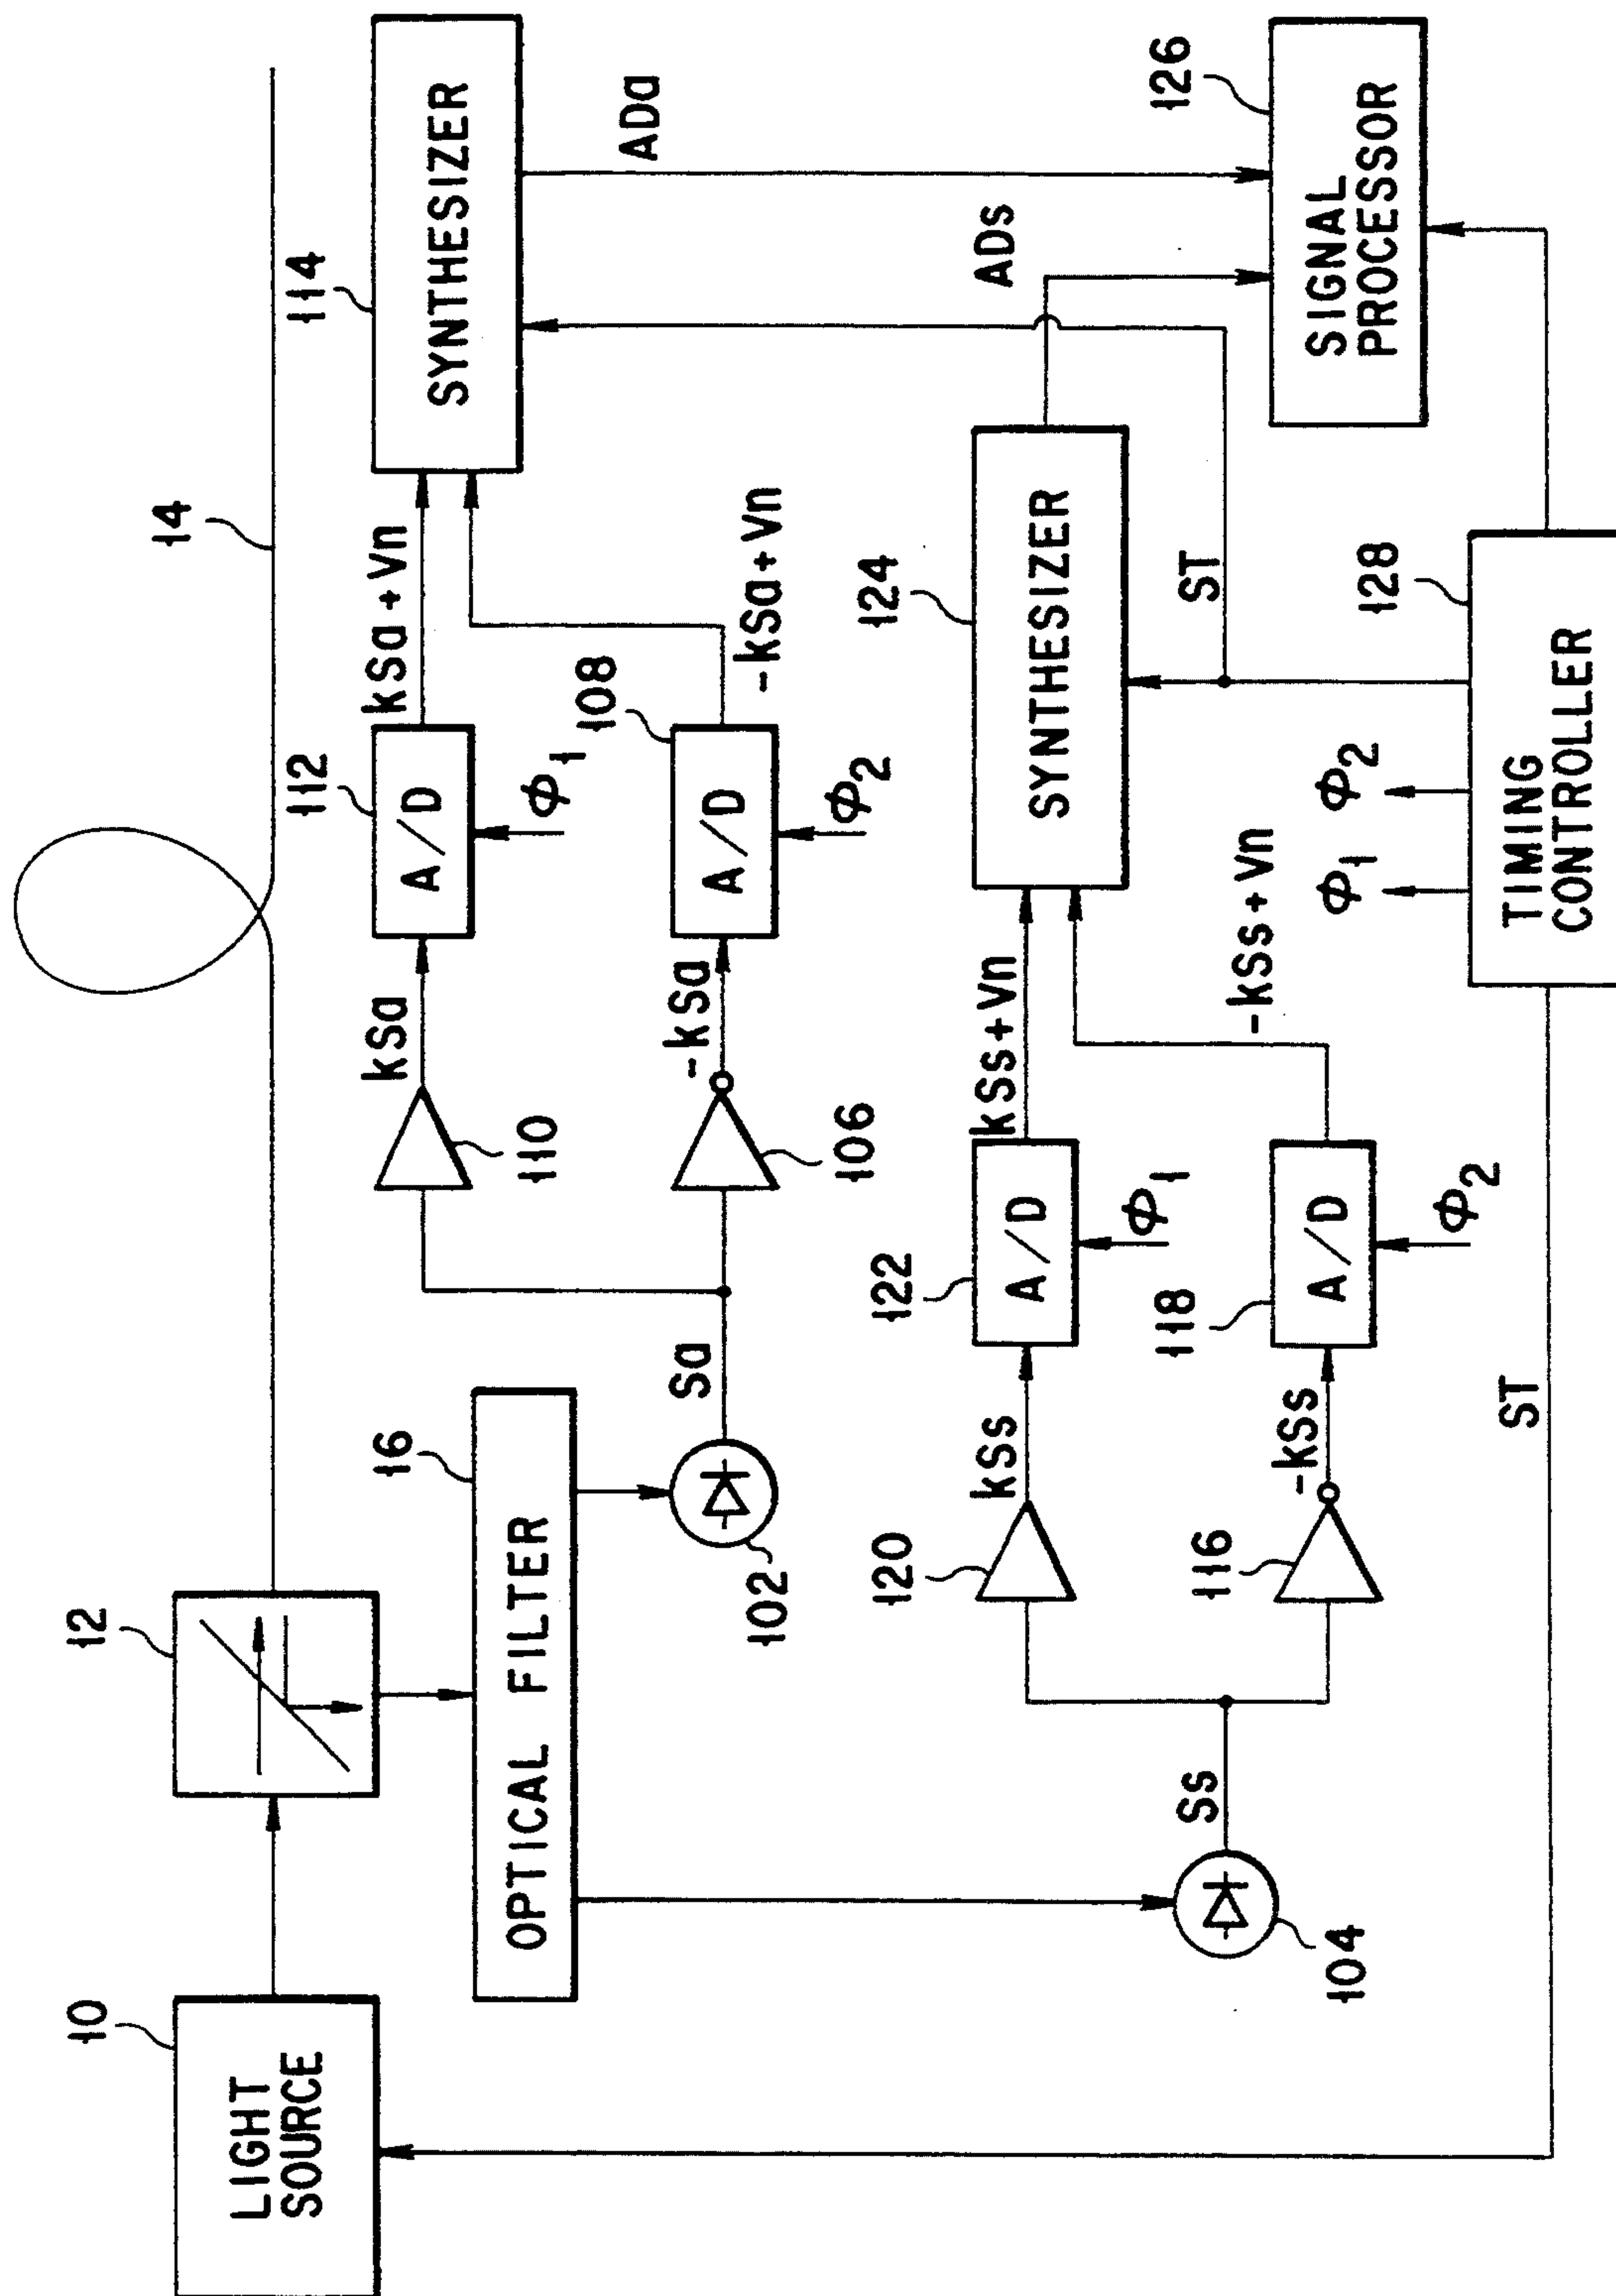 10
LIGHT
SOURCE
12
14
16
OPTICAL FILTER
102
Sa
110
kSa
112
A/D
Φ1
kSa+Vn
114
SYNTHESIZER
ADa
106
-kSa
108
A/D
Φ2
-kSa+Vn
104
Ss
120
kSs
122
A/D
Φ1
kSs+Vn
124
SYNTHESIZER
ADs
116
-kSs
118
A/D
Φ2
-kSs+Vn
ST
126
SIGNAL
PROCESSOR
ST
Φ1
Φ2
128
TIMING
CONTROLLER